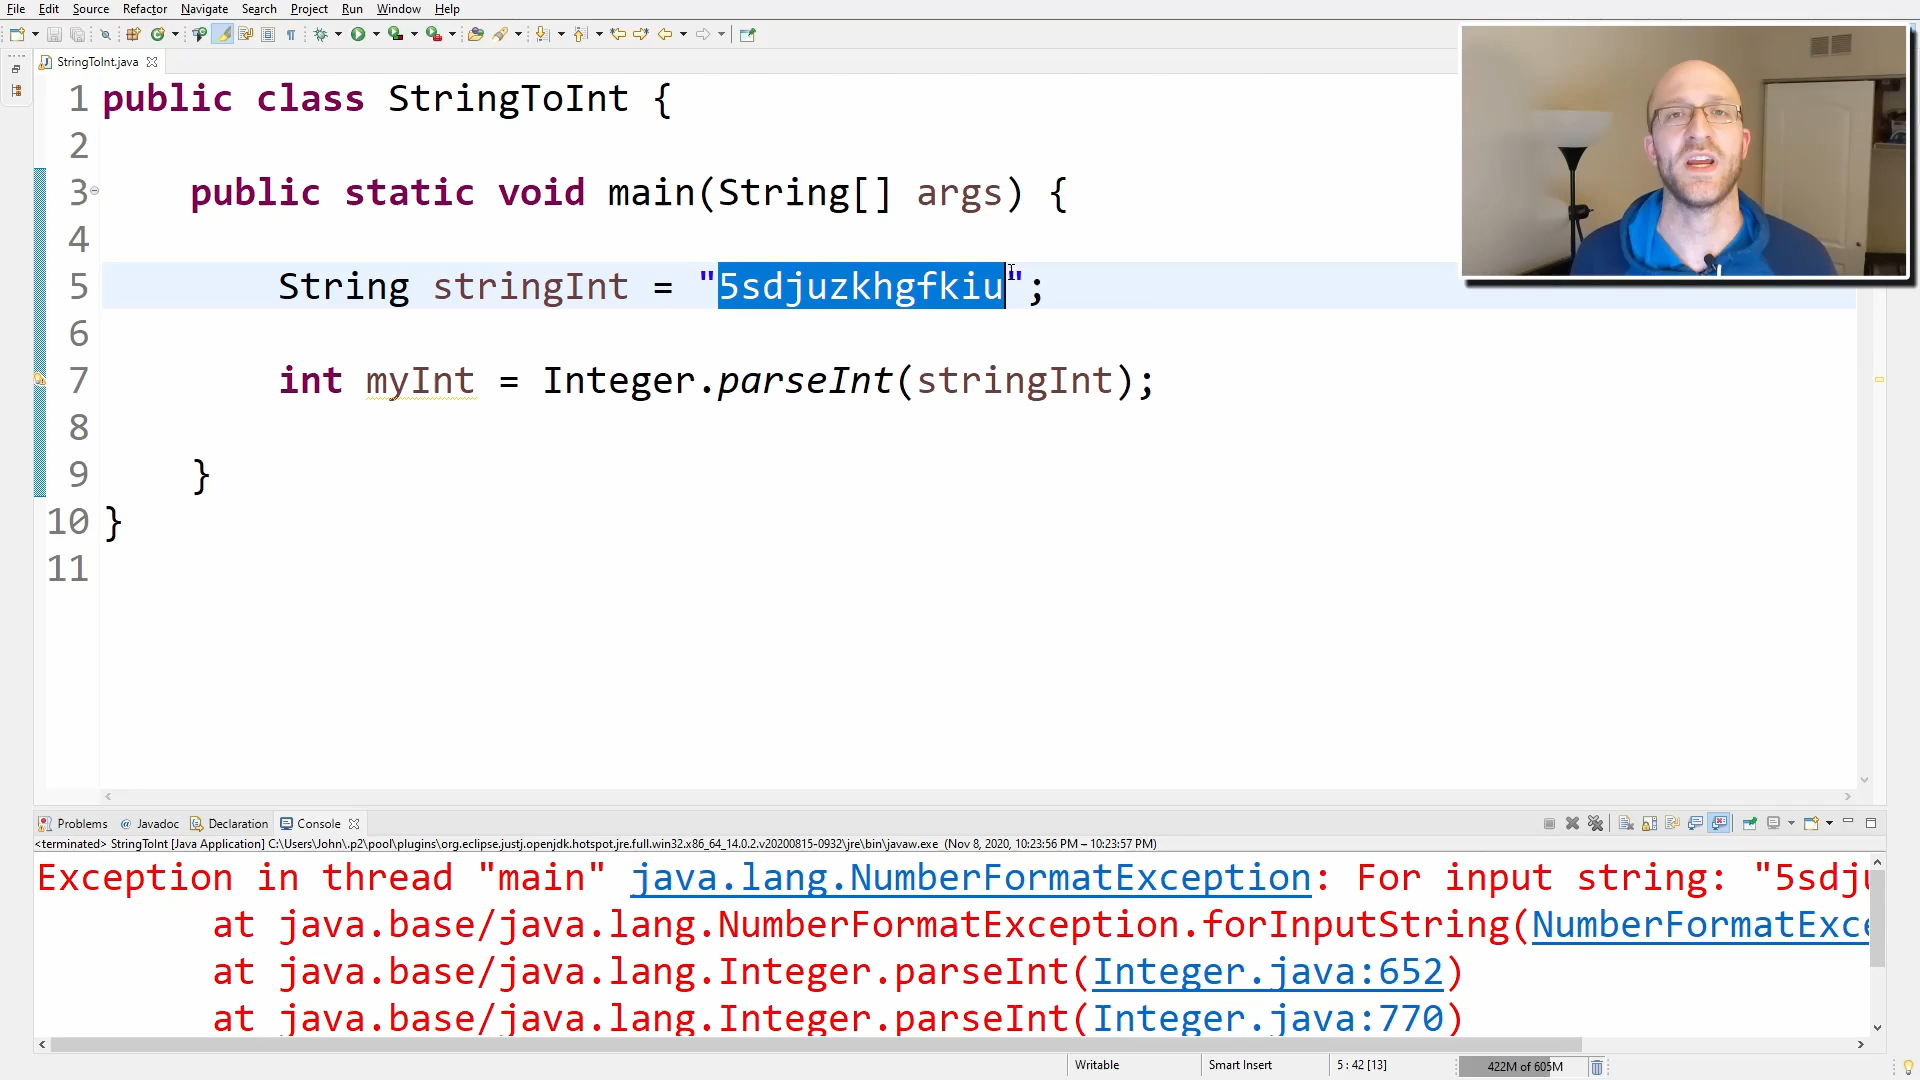 File Edit Source Refactor Navigate Search Project Run Window Help
StringToInt.java
1 public class StringToInt {
2
3 public static void main(String[] args) {
4
5 String stringInt = "5sdjuzkhgfkiu";
6
7 int myInt = Integer.parseInt(stringInt);
8
9 }
10 }
11
Problems Javadoc Declaration Console
<terminated> StringToInt [Java Application] C:\Users\John\.p2\pool\plugins\org.eclipse.justj.openjdk.hotspot.jre.full.win32.x86_64_14.0.2.v20200815-0932\jre\bin\javaw.exe (Nov 8, 2020, 10:23:56 PM – 10:23:57 PM)
Exception in thread "main" java.lang.NumberFormatException: For input string: "5sdju
at java.base/java.lang.NumberFormatException.forInputString(NumberFormatExce
at java.base/java.lang.Integer.parseInt(Integer.java:652)
at java.base/java.lang.Integer.parseInt(Integer.java:770)
Writable Smart Insert 5 : 42 [13] 422M of 605M